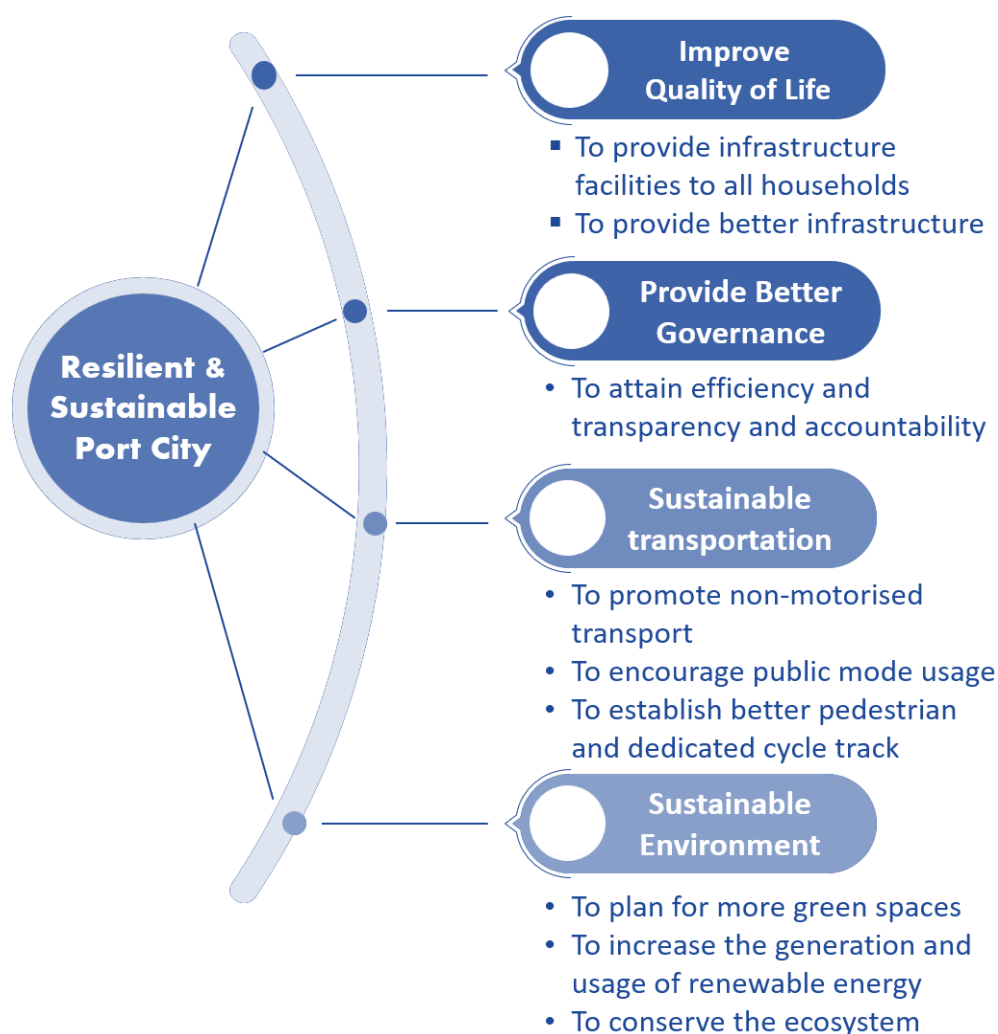 Resilient &
Sustainable
Port City
Improve
Quality of Life
▪ To provide infrastructure
facilities to all households
▪ To provide better infrastructure
Provide Better
Governance
• To attain efficiency and
transparency and accountability
Sustainable
transportation
• To promote non-motorised
transport
• To encourage public mode usage
• To establish better pedestrian
and dedicated cycle track
Sustainable
Environment
• To plan for more green spaces
• To increase the generation and
usage of renewable energy
• To conserve the ecosystem